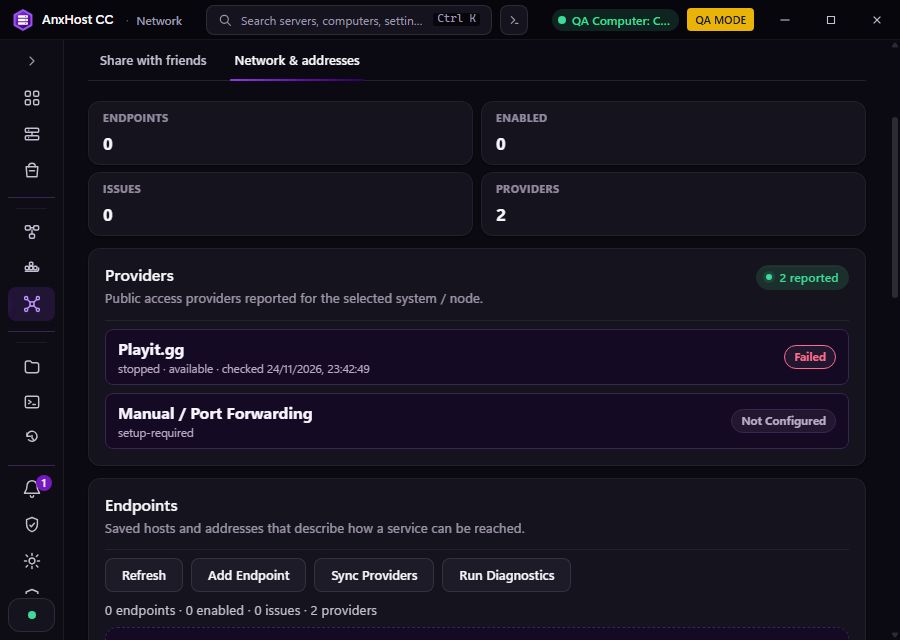 AnxHost CC · Network
Search servers, computers, settin... Ctrl K
QA Computer: C...
QA MODE
Share with friends
Network & addresses
ENDPOINTS
0
ENABLED
0
ISSUES
0
PROVIDERS
2
Providers
2 reported
Public access providers reported for the selected system / node.
Playit.gg
stopped · available · checked 24/11/2026, 23:42:49
Failed
Manual / Port Forwarding
setup-required
Not Configured
1
Endpoints
Saved hosts and addresses that describe how a service can be reached.
Refresh
Add Endpoint
Sync Providers
Run Diagnostics
0 endpoints · 0 enabled · 0 issues · 2 providers